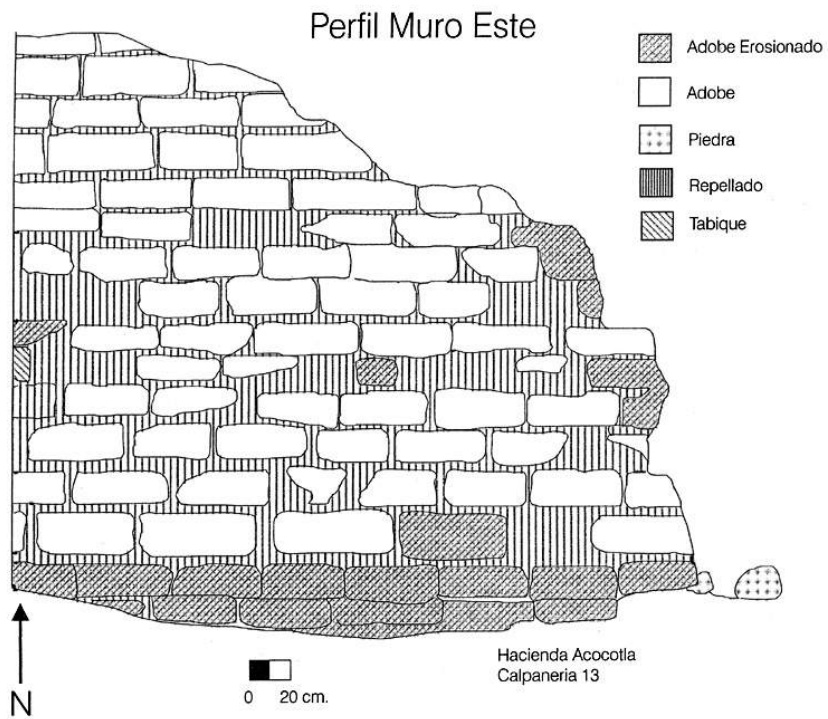 Perfil Muro Este
Adobe Erosionado
Adobe
Piedra
Repellado
Tabique
Hacienda Acocotla
Calpaneria 13
0 20 cm.
N